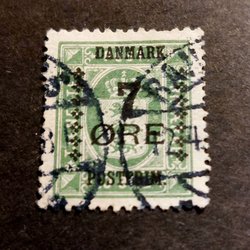 DANMARK
7
ØRE
POSTFRIM.